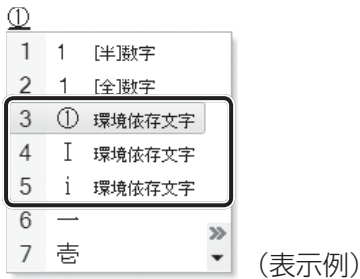 ①
1 1 [半]数字
2 １ [全]数字
3 ① 環境依存文字
4 Ⅰ 環境依存文字
5 ⅰ 環境依存文字
6 一
7 壱
（表示例）